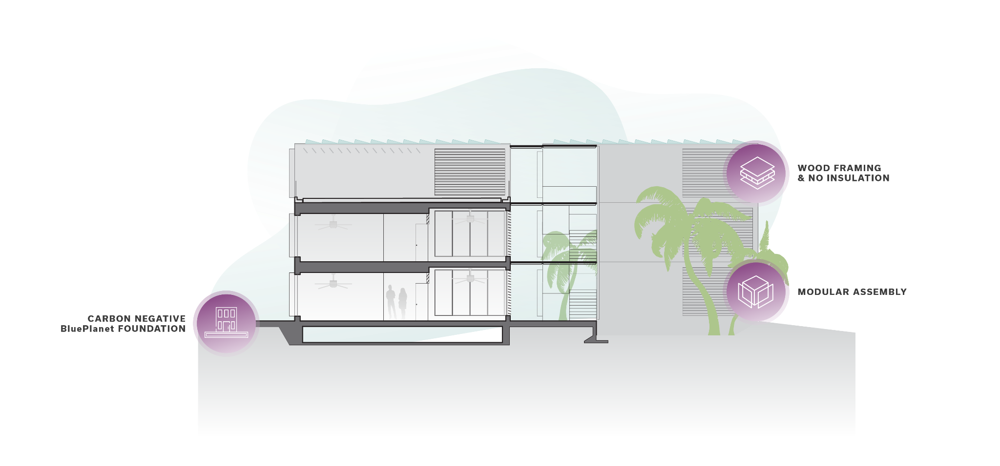 WOOD FRAMING
& NO INSULATION
MODULAR ASSEMBLY
CARBON NEGATIVE
BluePlanet FOUNDATION